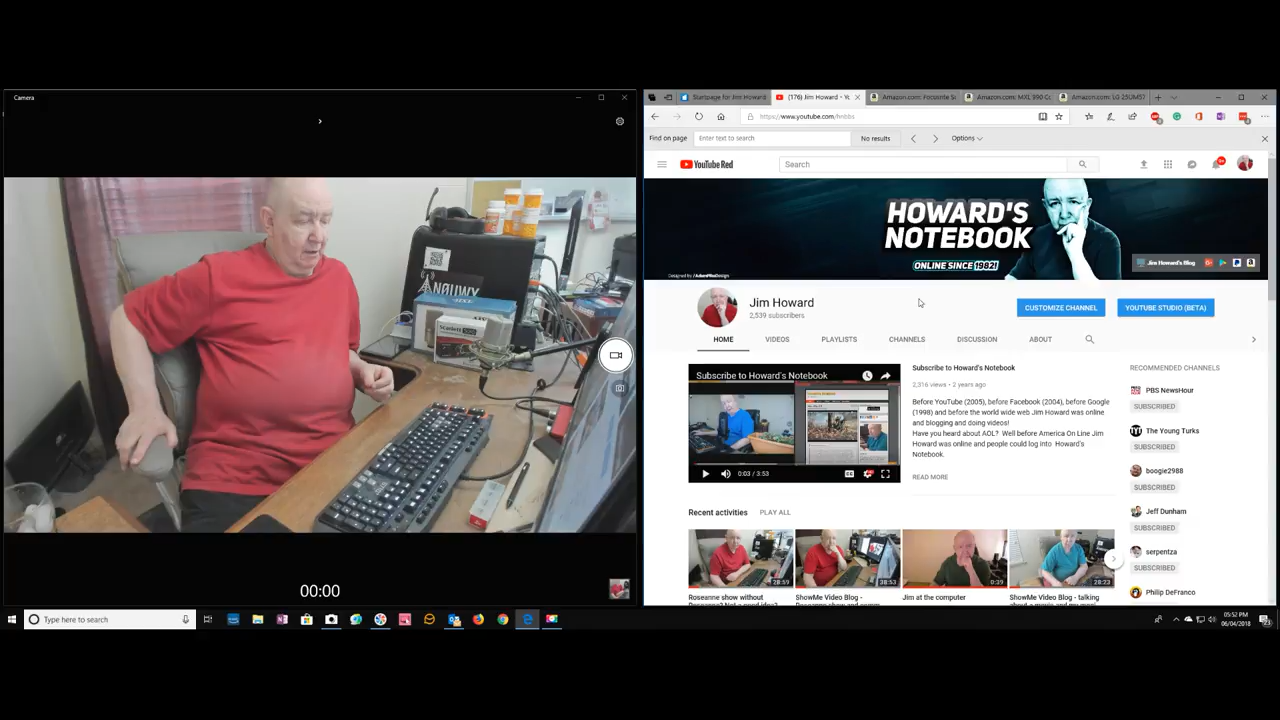 Camera
NØUWX
Scarlett Solo
00:00
Startpage for Jim Howard
(176) Jim Howard - Yo
Amazon.com: MXL 990 Co
https://www.youtube.com/hnbbs
Find on page
Enter text to search
No results
Options
YouTube Red
Search
9+
HOWARD'S
NOTEBOOK
ONLINE SINCE 1982!
Jim Howard's Blog
Jim Howard
2,539 subscribers
CUSTOMIZE CHANNEL
YOUTUBE STUDIO (BETA)
HOME VIDEOS PLAYLISTS CHANNELS DISCUSSION ABOUT
Subscribe to Howard's Notebook
0:03 / 3:53
Subscribe to Howard's Notebook
2,316 views • 2 years ago
Before YouTube (2005), before Facebook (2004), before Google
(1998) and before the world wide web Jim Howard was online
and blogging and doing videos!
Have you heard about AOL? Well before America On Line Jim
Howard was online and people could log into Howard's
Notebook.
READ MORE
RECOMMENDED CHANNELS
PBS NewsHour
SUBSCRIBED
The Young Turks
SUBSCRIBED
boogie2988
SUBSCRIBED
Jeff Dunham
SUBSCRIBED
serpentza
SUBSCRIBED
Philip DeFranco
Recent activities PLAY ALL
28:59
38:53
0:39
28:23
Roseanne show without
ShowMe Video Blog -
Jim at the computer
ShowMe Video Blog - talking
Type here to search
05:52 PM
06/04/2018